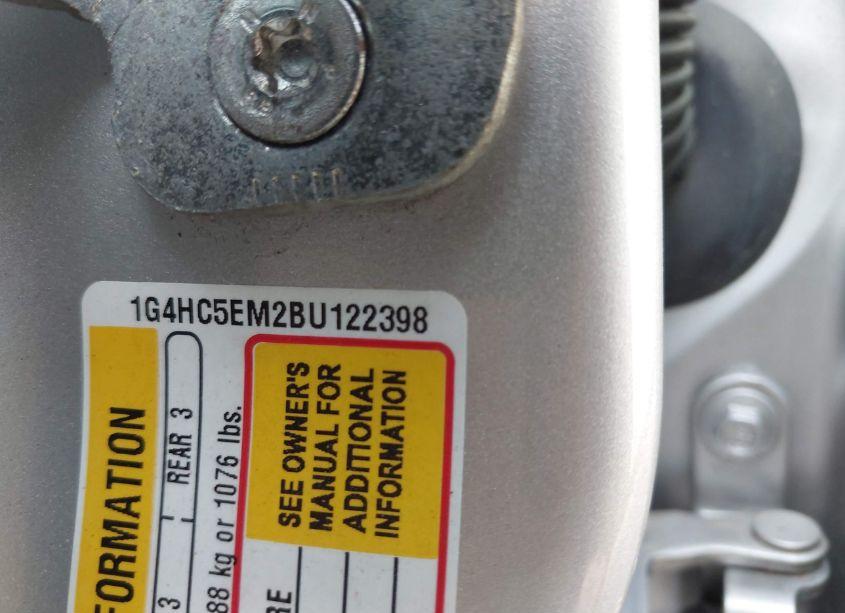 1G4HC5EM2BU122398
FORMATION
3 REAR 3
88 kg or 1076 lbs.
SEE OWNER'S
MANUAL FOR
ADDITIONAL
INFORMATION
RE